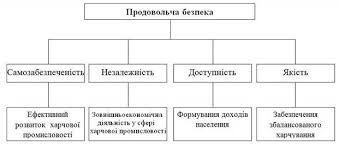 Продовольча безпека
Самозабезпеченість
Незалежність
Доступність
Якість
Ефективний
розвиток харчової
промисловості
Зовнішньоекономічна
діяльність у сфері
харчової промисловості
Формування доходів
населення
Забезпечення
збалансованого
харчування